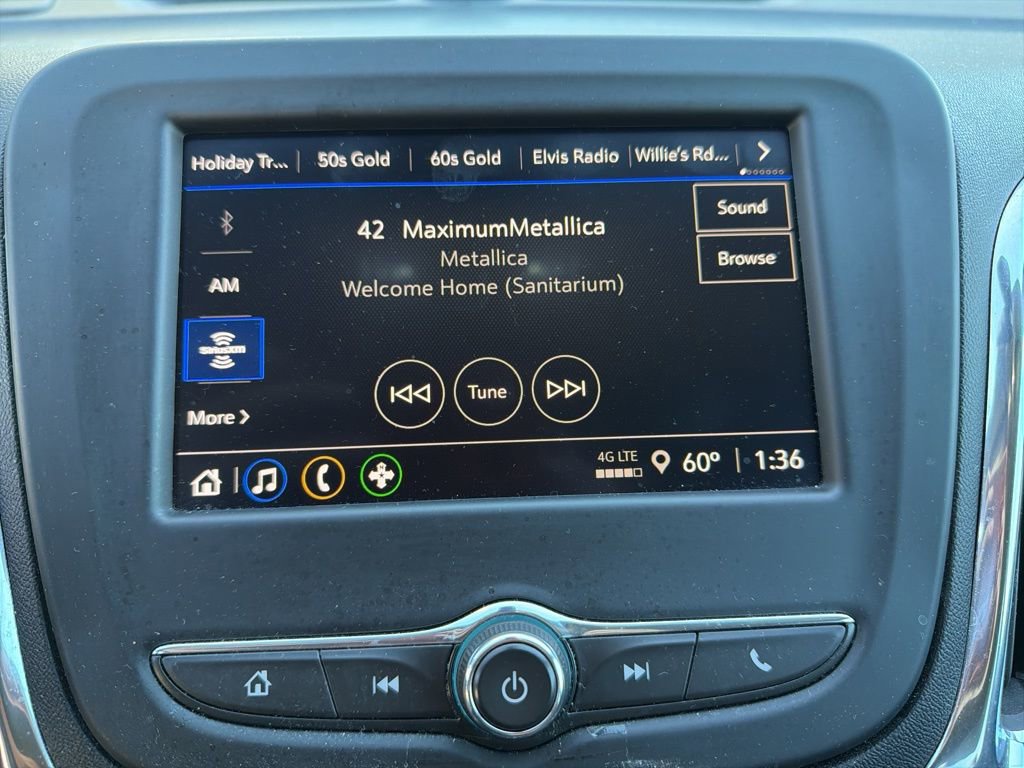 Holiday Tr... 50s Gold 60s Gold Elvis Radio Willie's Rd...
42 MaximumMetallica
Metallica
Welcome Home (Sanitarium)
Sound
Browse
AM
SiriusXM
More >
Tune
4G LTE
60° 1:36